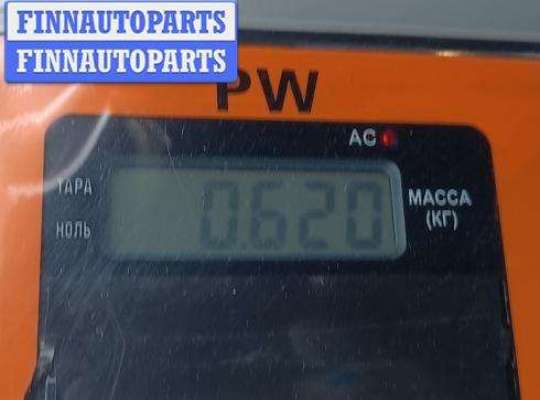 FINNAUTOPARTS
FINNAUTOPARTS
PW
AC
ТАРА
НОЛЬ
0.620
МАССА
(КГ)